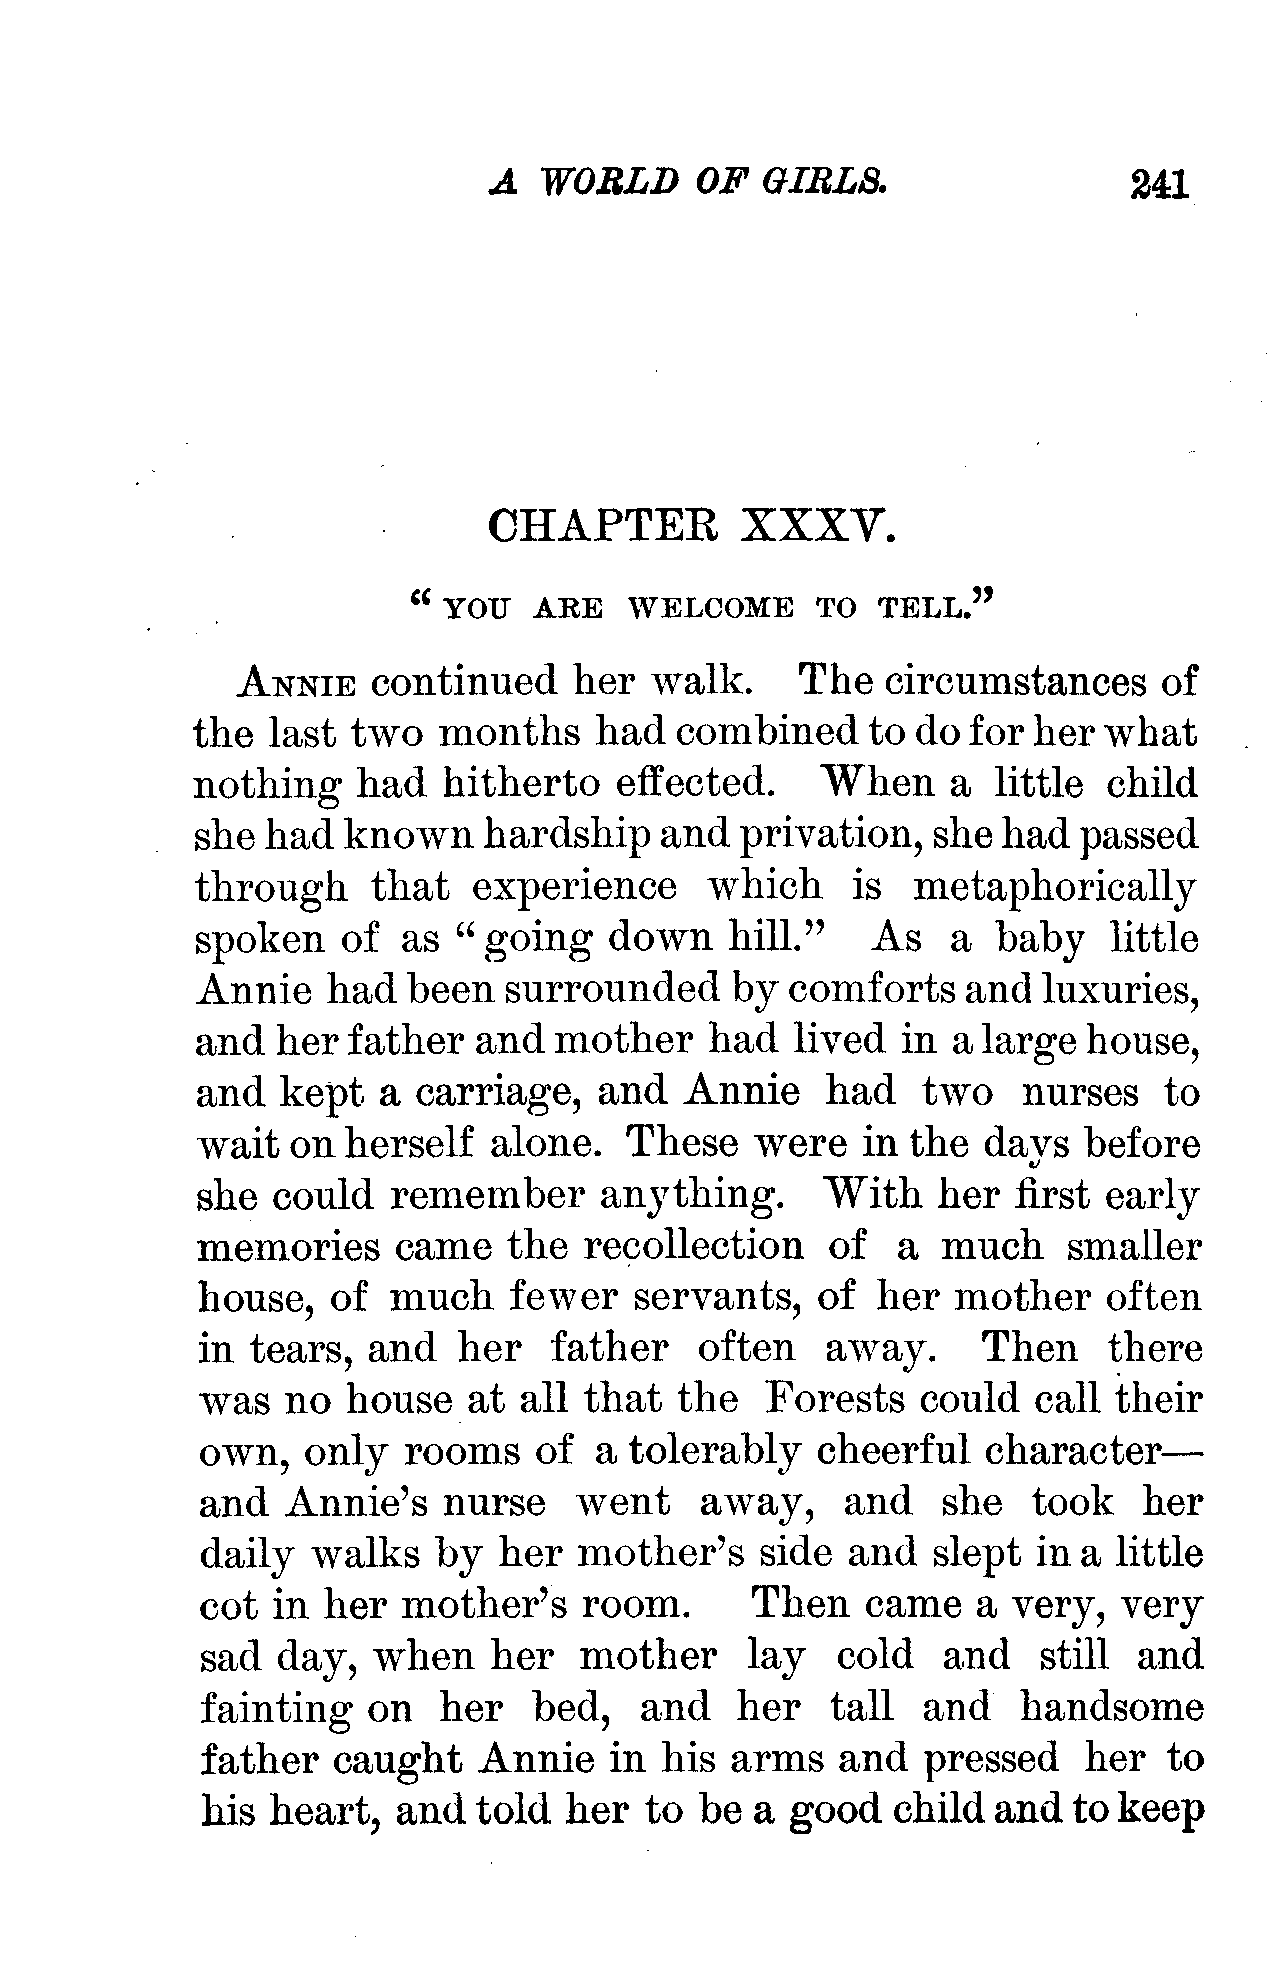 A WORLD OF GIRLS. 241
CHAPTER XXXV.
“ YOU ARE WELCOME TO TELL.”
ANNIE continued her walk. The circumstances of
the last two months had combined to do for her what
nothing had hitherto effected. When a little child
she had known hardship and privation, she had passed
through that experience which is metaphorically
spoken of as “ going down hill.” As a baby little
Annie had been surrounded by comforts and luxuries,
and her father and mother had lived in a large house,
and kept a carriage, and Annie had two nurses to
wait on herself alone. These were in the days before
she could remember anything. With her first early
memories came the recollection of a much smaller
house, of much fewer servants, of her mother often
in tears, and her father often away. Then there
was no house at all that the Forests could call their
own, only rooms of a tolerably cheerful character—
and Annie’s nurse went away, and she took her
daily walks by her mother’s side and slept in a little
cot in her mother’s room. Then came a very, very
sad day, when her mother lay cold and still and
fainting on her bed, and her tall and handsome
father caught Annie in his arms and pressed her to
his heart, and told her to be a good child and to keep